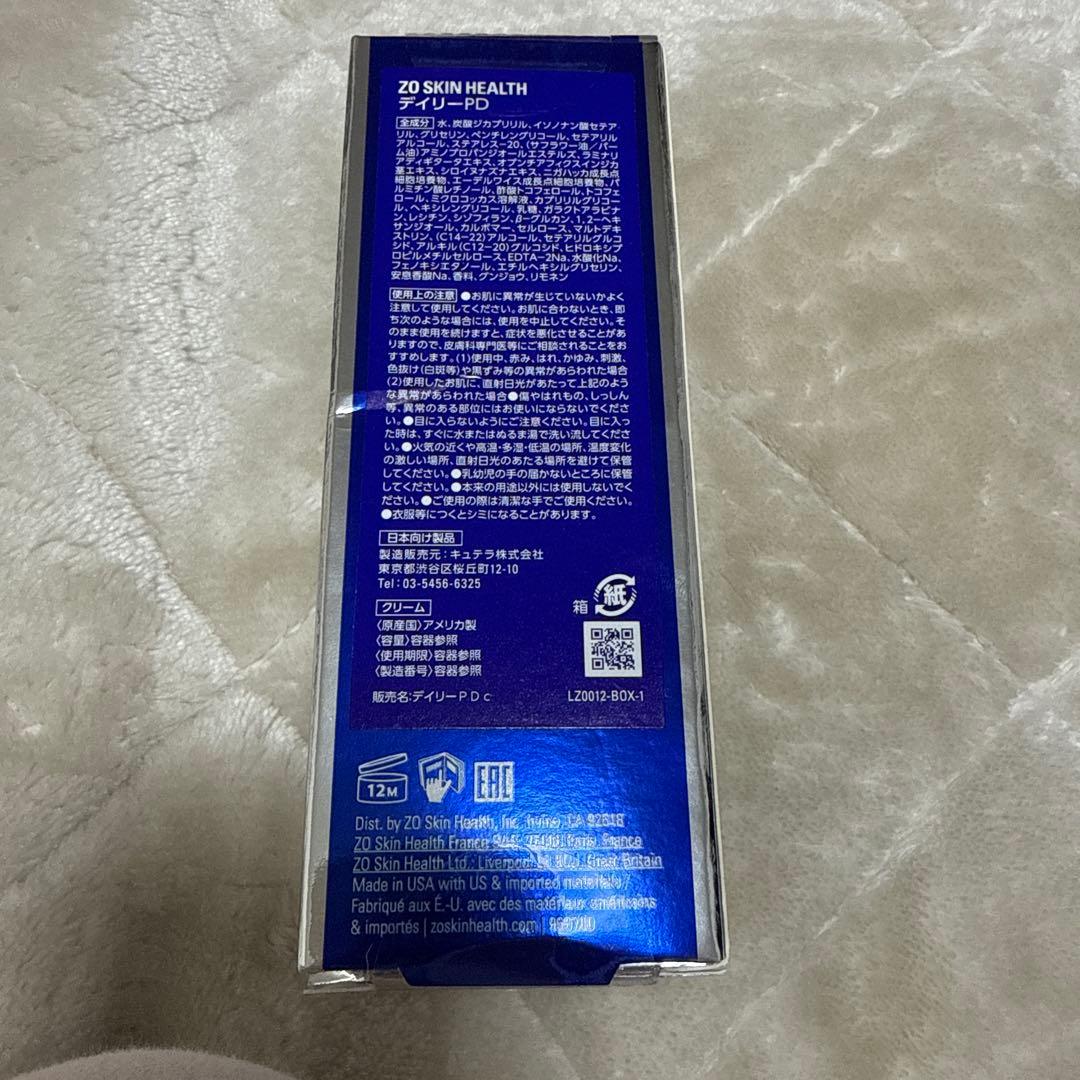 ZO SKIN HEALTH
デイリーPD
全成分 水、炭酸ジカプリリル、イソノナン酸セテア
リル、グリセリン、ペンチレングリコール、セテアリル
アルコール、ステアレス-20、(サフラワー油/パー
ム油)アミノプロパンジオールエステルズ、ラミナリ
アディギタータエキス、オプンチアフィクスインジカ
茎エキス、シロイヌナズナエキス、ニガハッカ成長点
細胞培養物、エーデルワイス成長点細胞培養物、パ
ルミチン酸レチノール、酢酸トコフェロール、トコフェ
ロール、ミクロコッカス溶解液、カプリリルグリコー
ル、ヘキシレングリコール、乳糖、ガラクトアラビナ
ン、レシチン、シゾフィラン、β-グルカン、1,2-ヘキ
サンジオール、カルボマー、セルロース、マルトデキ
ストリン、(C14-22)アルコール、セテアリルグルコ
シド、アルキル(C12-20)グルコシド、ヒドロキシプ
ロピルメチルセルロース、EDTA-2Na、水酸化Na、
フェノキシエタノール、エチルヘキシルグリセリン、
安息香酸Na、香料、グンジョウ、リモネン
使用上の注意 ●お肌に異常が生じていないかよく
注意して使用してください。お肌に合わないとき、即
ち次のような場合には、使用を中止してください。そ
のまま使用を続けますと、症状を悪化させることがあ
りますので、皮膚科専門医等にご相談されることをお
すすめします。(1)使用中、赤み、はれ、かゆみ、刺激、
色抜け(白斑等)や黒ずみ等の異常があらわれた場合
(2)使用したお肌に、直射日光があたって上記のよう
な異常があらわれた場合●傷やはれもの、しっしん
等、異常のある部位にはお使いにならないでくださ
い。●目に入らないようにご注意ください。目に入っ
た時は、すぐに水またはぬるま湯で洗い流してくださ
い。●火気の近くや高温・多湿・低温の場所、温度変化
の激しい場所、直射日光のあたる場所を避けて保管
してください。●乳幼児の手の届かないところに保管
してください。●本来の用途以外には使用しないでく
ださい。●ご使用の際は清潔な手でご使用ください。
●衣服等につくとシミになることがあります。
日本向け製品
製造販売元:キュテラ株式会社
東京都渋谷区桜丘町12-10
Tel:03-5456-6325
箱 紙
クリーム
〈原産国〉アメリカ製
〈容量〉容器参照
〈使用期限〉容器参照
〈製造番号〉容器参照
販売名:デイリーPDc
LZ0012-BOX-1
12M
EAC
Dist. by ZO Skin Health, Inc. Irvine, CA 92618
ZO Skin Health France Paris, France
ZO Skin Health Ltd.: Liverpool Great Britain
Made in USA with US & imported materials /
Fabriqué aux É.-U. avec des matériaux américains
& importés | zoskinhealth.com |